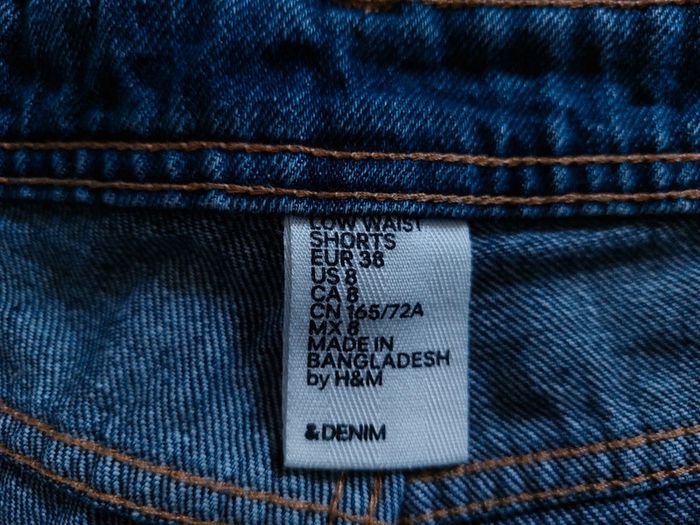 LOW WAIST
SHORTS
EUR 38
US 8
CA 8
CN 165/72A
MX 8
MADE IN
BANGLADESH
by H&M
&DENIM